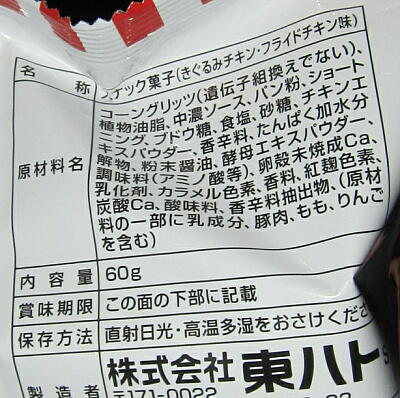 名称 スナック菓子(きぐるみチキン・フライドチキン味)
原材料名
コーングリッツ(遺伝子組換えでない)、
植物油脂、中濃ソース、パン粉、ショート
ニング、ブドウ糖、食塩、砂糖、チキンエ
キスパウダー、香辛料、たんぱく加水分
解物、粉末醤油、酵母エキスパウダー、
調味料(アミノ酸等)、卵殻未焼成Ca、
乳化剤、カラメル色素、香料、紅麹色素、
炭酸Ca、酸味料、香辛料抽出物、(原材
料の一部に乳成分、豚肉、もも、りんご
を含む)
内容量 60g
賞味期限 この面の下部に記載
保存方法 直射日光・高温多湿をおさけくださ
製造者 株式会社 東ハト
〒171-0022